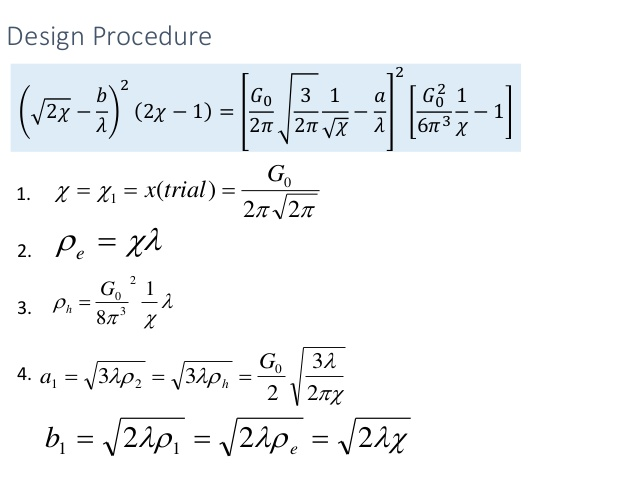 Design Procedure
(√2χ − b/λ)² (2χ − 1) = [G₀/2π √(3/2π) 1/√χ − a/λ]² [G₀²/6π³ 1/χ − 1]
1. χ = χ₁ = x(trial) = G₀/2π√2π
2. ρₑ = χλ
3. ρₕ = G₀²/8π³ 1/χ λ
4. a₁ = √3λρ₂ = √3λρₕ = G₀/2 √(3λ/2πχ)
b₁ = √2λρ₁ = √2λρₑ = √2λχ